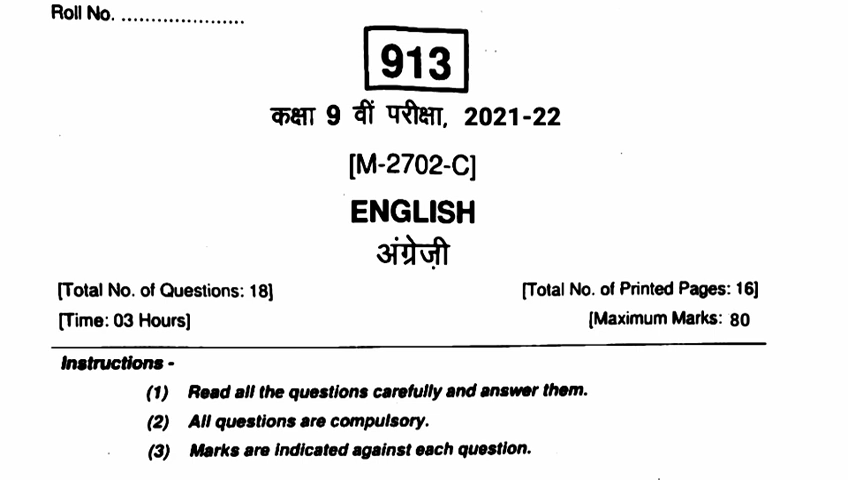 Roll No. ......................
913
कक्षा 9 वीं परीक्षा, 2021-22
[M-2702-C]
ENGLISH
अंग्रेज़ी
[Total No. of Questions: 18]
[Total No. of Printed Pages: 16]
[Time: 03 Hours]
[Maximum Marks: 80
Instructions -
(1) Read all the questions carefully and answer them.
(2) All questions are compulsory.
(3) Marks are indicated against each question.